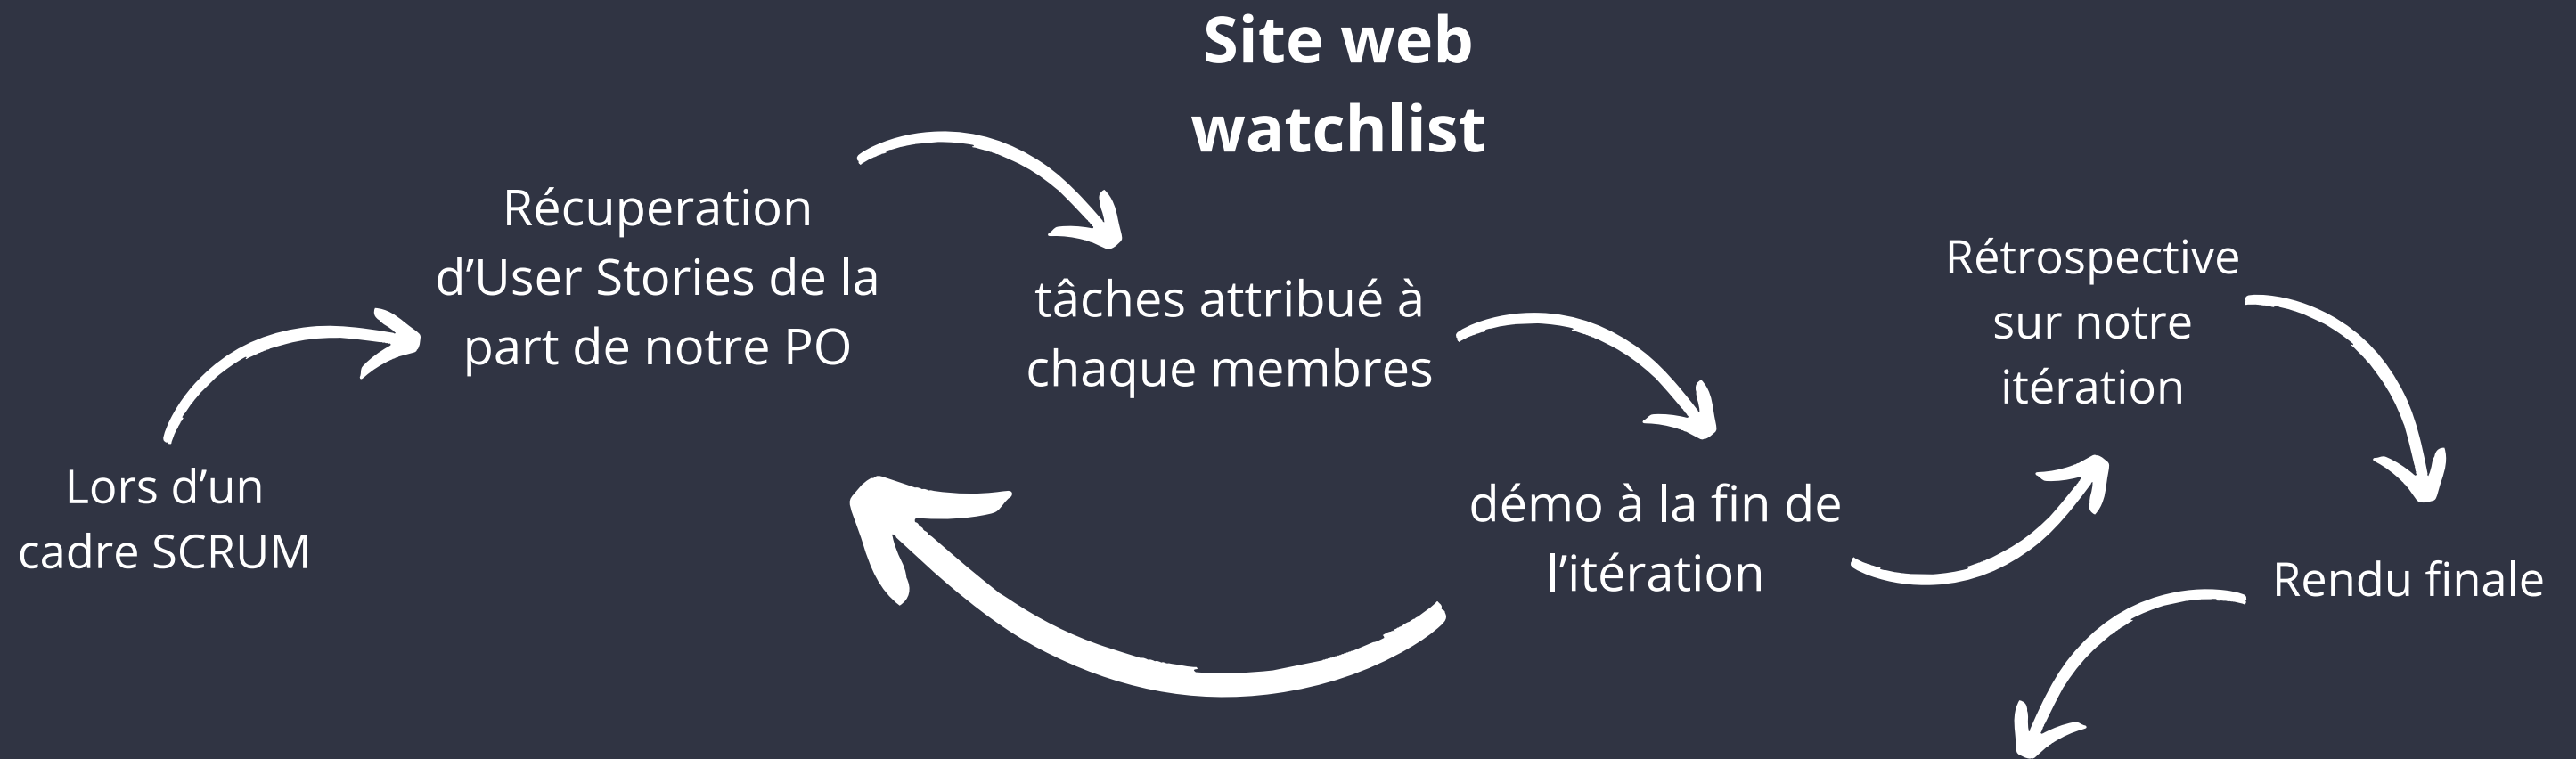 Site web
watchlist
Lors d’un
cadre SCRUM
Récuperation
d’User Stories de la
part de notre PO
tâches attribué à
chaque membres
démo à la fin de
l’itération
Rétrospective
sur notre
itération
Rendu finale